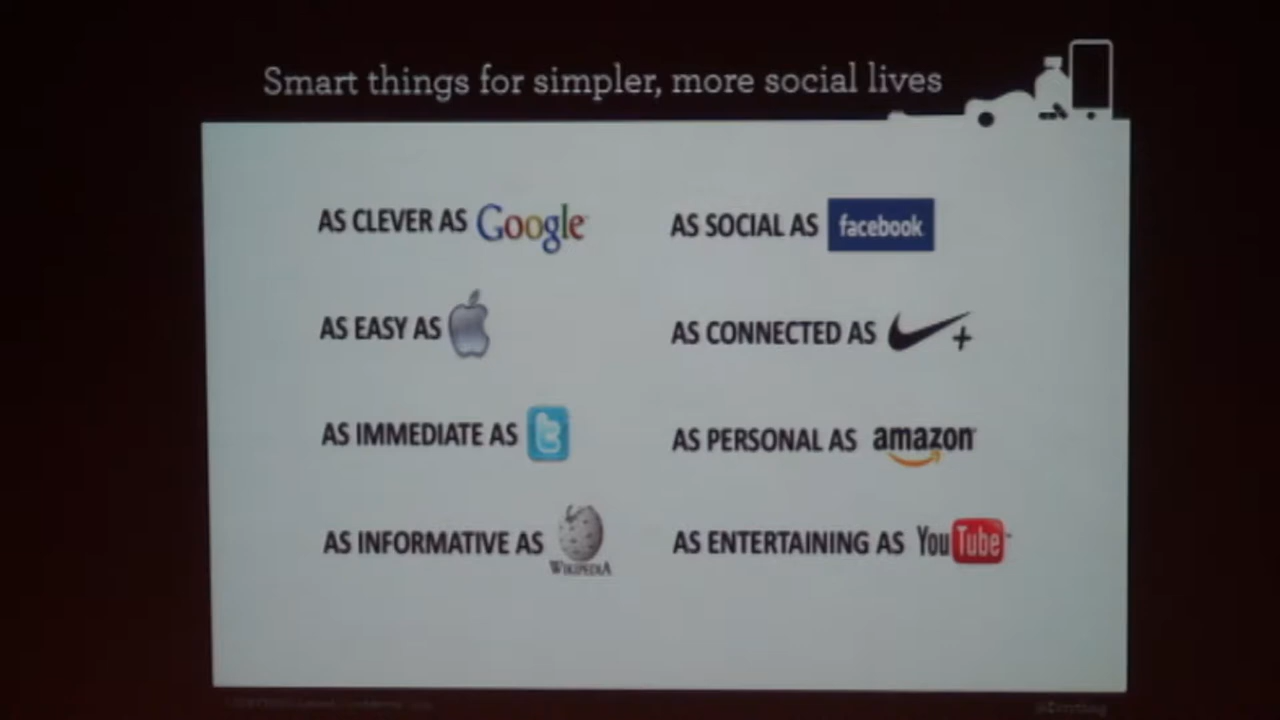 Smart things for simpler, more social lives
AS CLEVER AS Google
AS SOCIAL AS facebook
AS EASY AS
AS CONNECTED AS +
AS IMMEDIATE AS t
AS PERSONAL AS amazon
AS INFORMATIVE AS WIKIPEDIA
AS ENTERTAINING AS YouTube